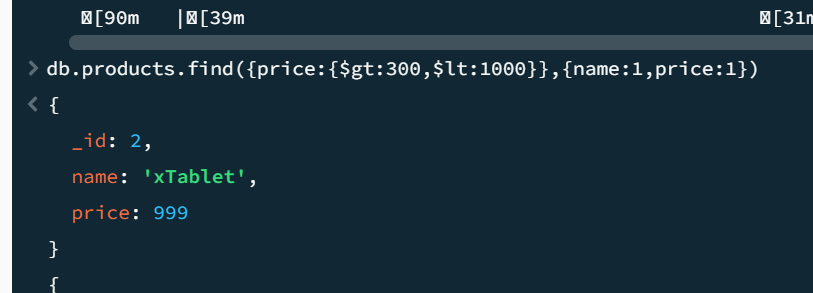 [90m |[39m [31m
> db.products.find({price:{$gt:300,$lt:1000}},{name:1,price:1})
< {
_id: 2,
name: 'xTablet',
price: 999
}
{